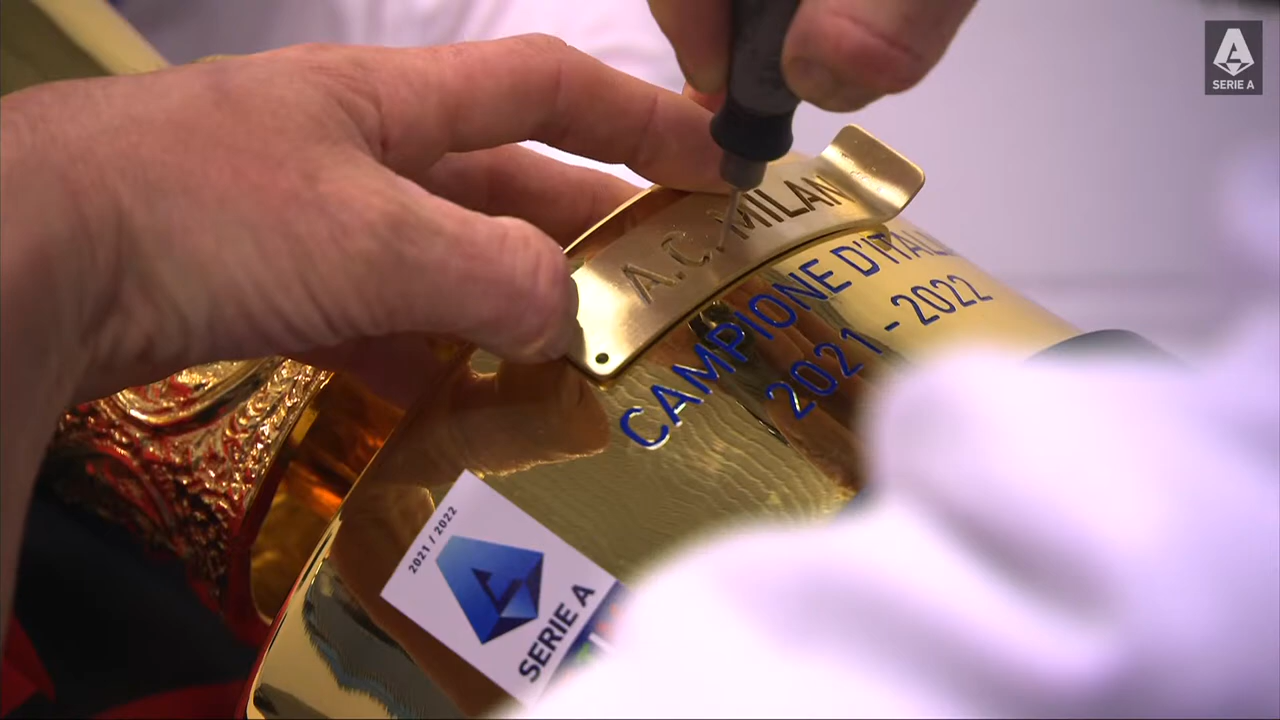 SERIE A
A.C. MILAN
CAMPIONE D'ITALIA
2021 - 2022
2021 / 2022
SERIE A